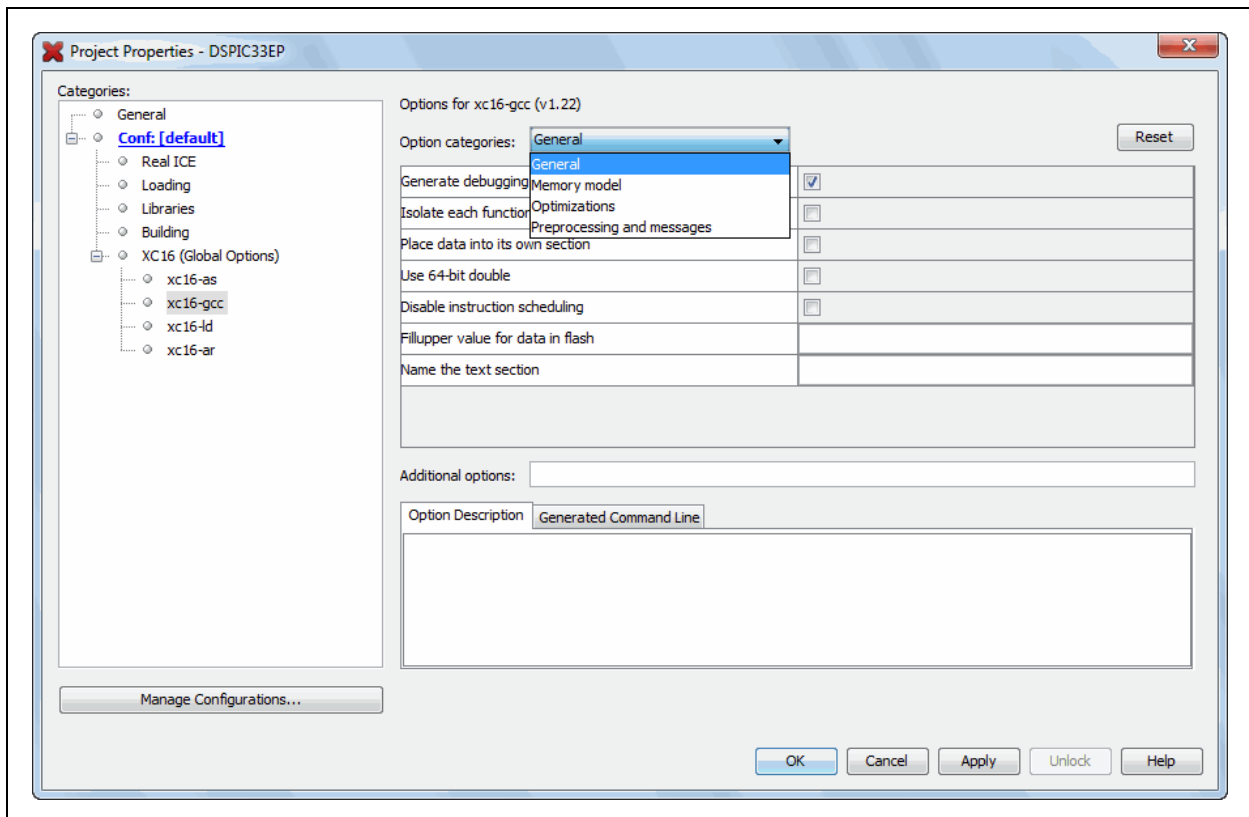 Project Properties - DSPIC33EP
Categories:
General
Conf: [default]
Real ICE
Loading
Libraries
Building
XC16 (Global Options)
xc16-as
xc16-gcc
xc16-ld
xc16-ar
Manage Configurations...
Options for xc16-gcc (v1.22)
Option categories: General
Reset
General
Memory model
Optimizations
Preprocessing and messages
Generate debugging
Isolate each function
Place data into its own section
Use 64-bit double
Disable instruction scheduling
Fillupper value for data in flash
Name the text section
Additional options:
Option Description Generated Command Line
OK Cancel Apply Unlock Help